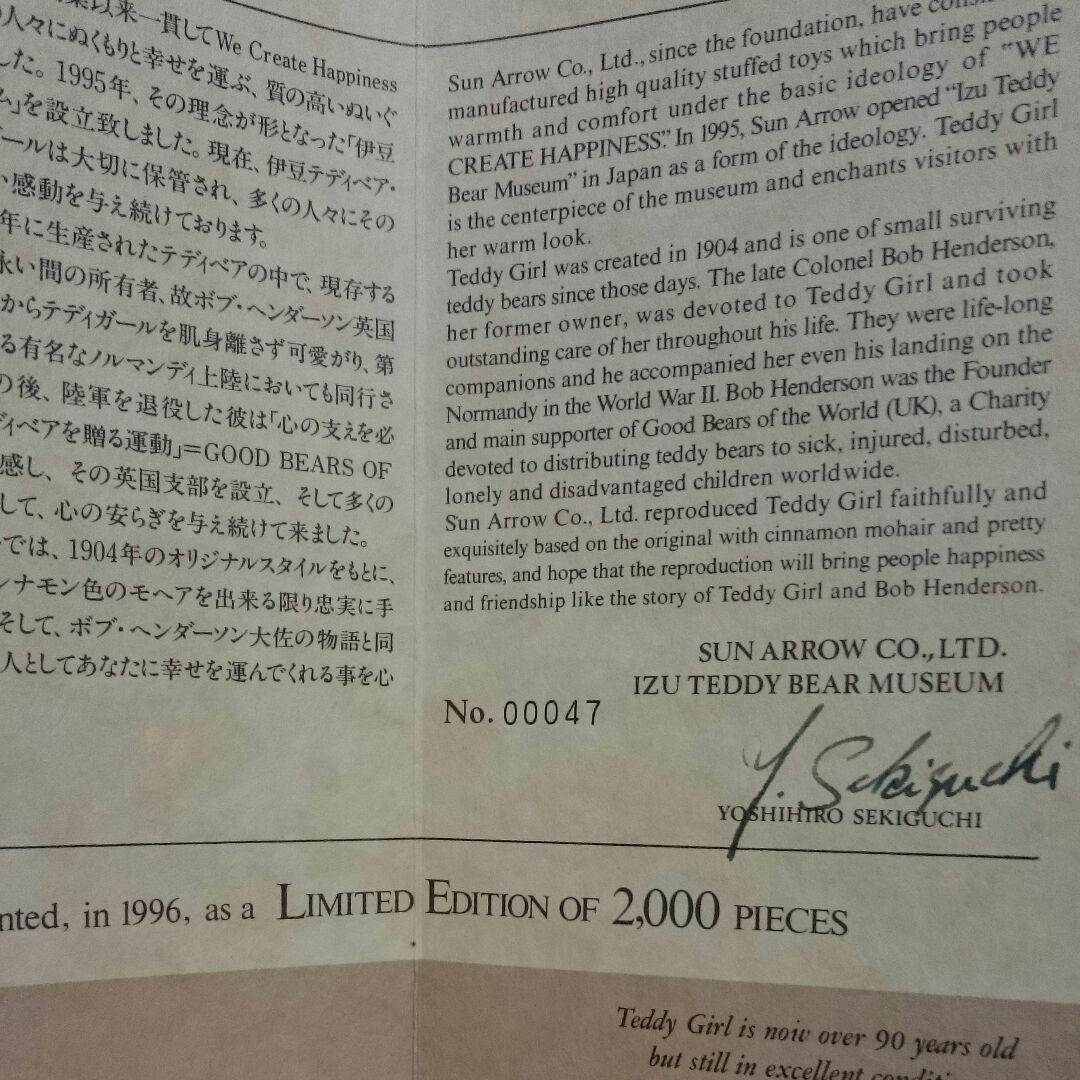 以来一貫してWe Create Happiness
人々にぬくもりと幸せを運ぶ、質の高いぬいぐ
した。1995年、その理念が形となった「伊豆
ム」を設立致しました。現在、伊豆テディベア・
ールは大切に保管され、多くの人々にその
感動を与え続けております。
年に生産されたテディベアの中で、現存する
永い間の所有者、故ボブ・ヘンダーソン英国
からテディガールを肌身離さず可愛がり、第
る有名なノルマンディ上陸においても同行さ
の後、陸軍を退役した彼は「心の支えを必
ディベアを贈る運動」=GOOD BEARS OF
感し、その英国支部を設立、そして多くの
して、心の安らぎを与え続けて来ました。
では、1904年のオリジナルスタイルをもとに、
シナモン色のモヘアを出来る限り忠実に手
そして、ボブ・ヘンダーソン大佐の物語と同
人としてあなたに幸せを運んでくれる事を心
Sun Arrow Co., Ltd., since the foundation, have
manufactured high quality stuffed toys which bring people
warmth and comfort under the basic ideology of "WE
CREATE HAPPINESS". In 1995, Sun Arrow opened "Izu Teddy
Bear Museum" in Japan as a form of the ideology. Teddy Girl
is the centerpiece of the museum and enchants visitors with
her warm look.
Teddy Girl was created in 1904 and is one of small surviving
teddy bears since those days. The late Colonel Bob Henderson,
her former owner, was devoted to Teddy Girl and took
outstanding care of her throughout his life. They were life-long
companions and he accompanied her even his landing on the
Normandy in the World War II. Bob Henderson was the Founder
and main supporter of Good Bears of the World (UK), a Charity
devoted to distributing teddy bears to sick, injured, disturbed,
lonely and disadvantaged children worldwide.
Sun Arrow Co., Ltd. reproduced Teddy Girl faithfully and
exquisitely based on the original with cinnamon mohair and pretty
features, and hope that the reproduction will bring people happiness
and friendship like the story of Teddy Girl and Bob Henderson.
SUN ARROW CO., LTD.
IZU TEDDY BEAR MUSEUM
No. 00047
Y. Sekiguchi
YOSHIHIRO SEKIGUCHI
nted, in 1996, as a LIMITED EDITION OF 2,000 PIECES
Teddy Girl is now over 90 years old
but still in excellent